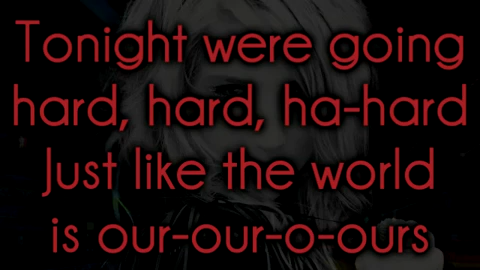 Tonight were going
hard, hard, ha-hard
Just like the world
is our-our-o-ours